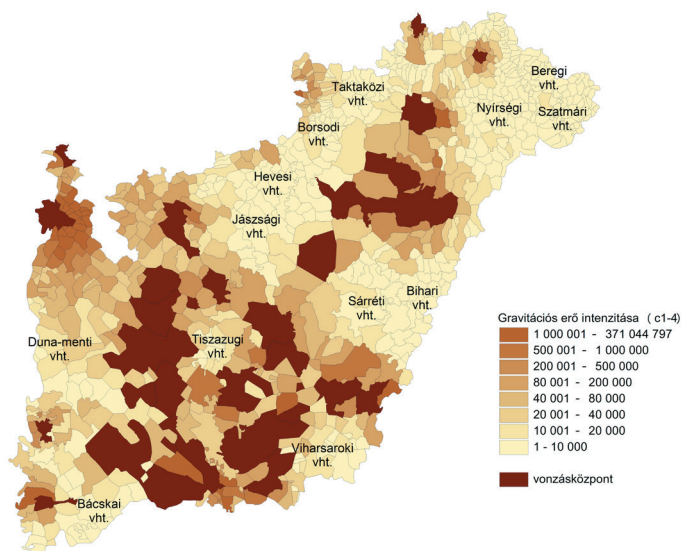 Beregi
vht.
Taktaközi
vht.
Nyírségi
vht.
Szatmári
vht.
Borsodi
vht.
Hevesi
vht.
Jászsági
vht.
Bihari
vht.
Sárréti
vht.
Duna-menti
vht.
Tiszazugi
vht.
Viharsaroki
vht.
Bácskai
vht.
Gravitációs erő intenzitása ( c1-4)
1 000 001 - 371 044 797
500 001 - 1 000 000
200 001 - 500 000
80 001 - 200 000
40 001 - 80 000
20 001 - 40 000
10 001 - 20 000
1 - 10 000
vonzásközpont